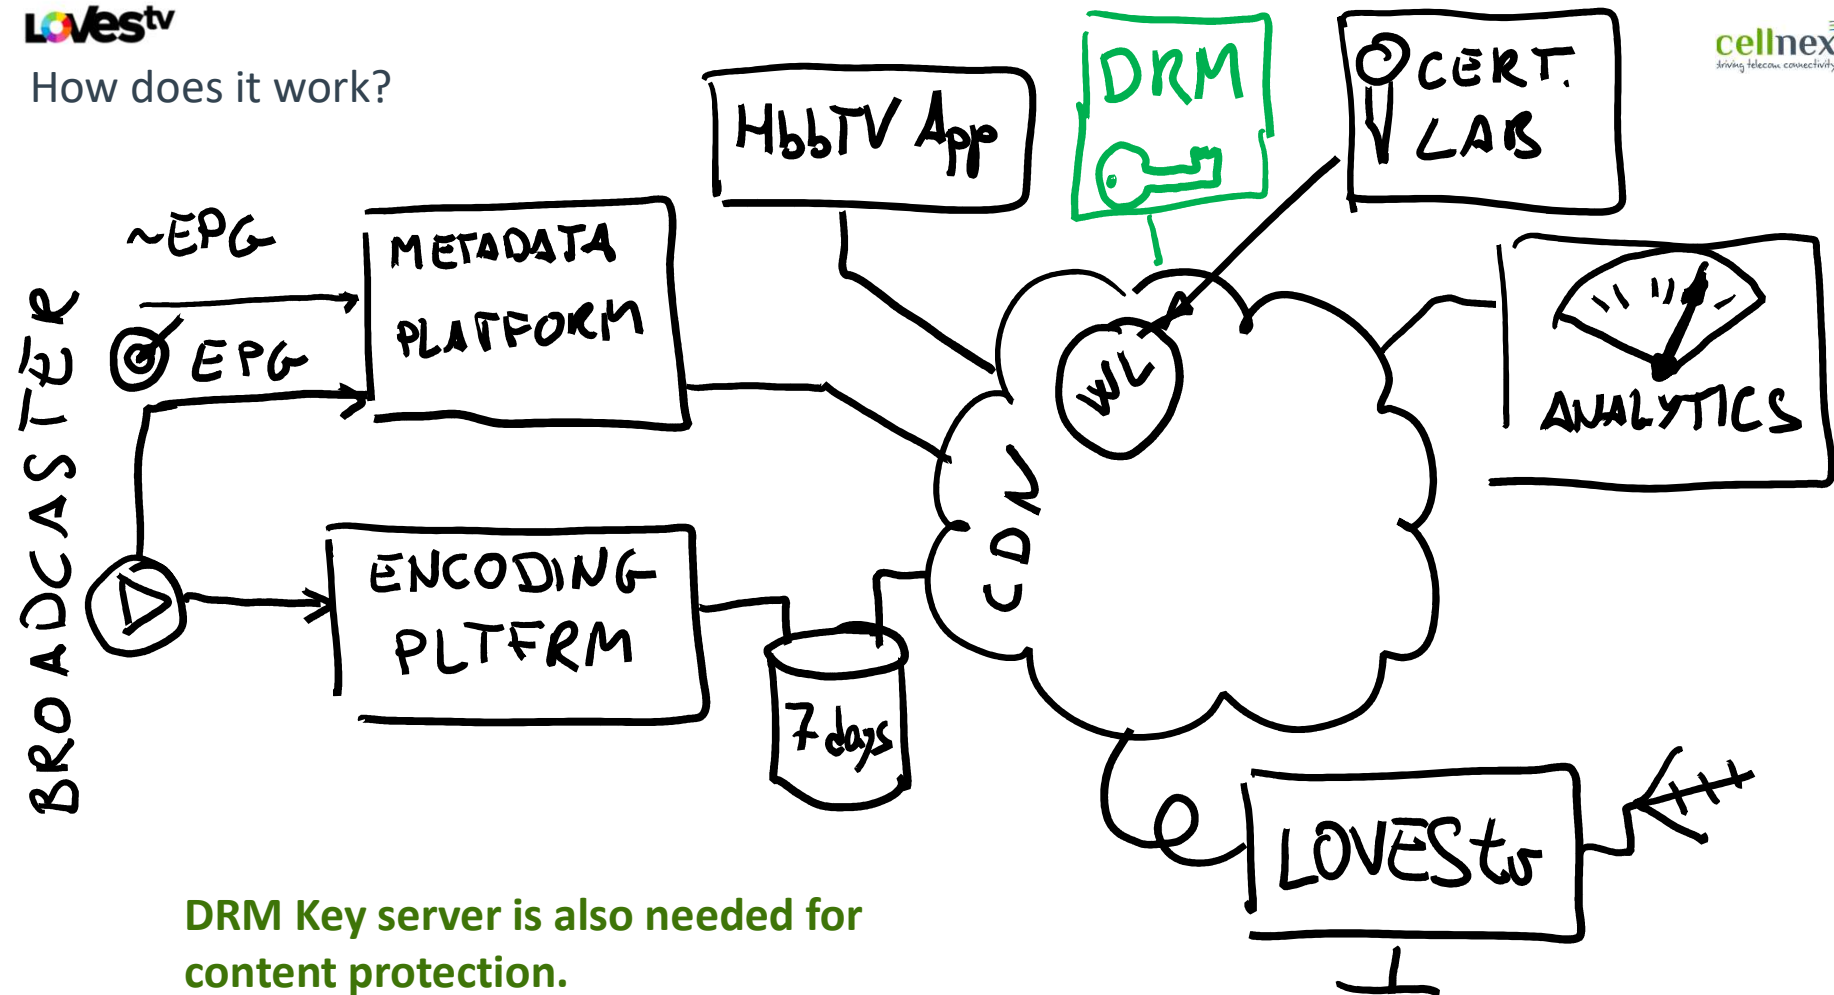 LOVEStv
cellnex
driving telecom connectivity
How does it work?
HbbTV App
DRM
CERT.
LAB
~EPG
METADATA
PLATFORM
EPG
BROADCASTER
WL
ANALYTICS
CDN
ENCODING
PLTFRM
7 days
LOVEStv
DRM Key server is also needed for
content protection.